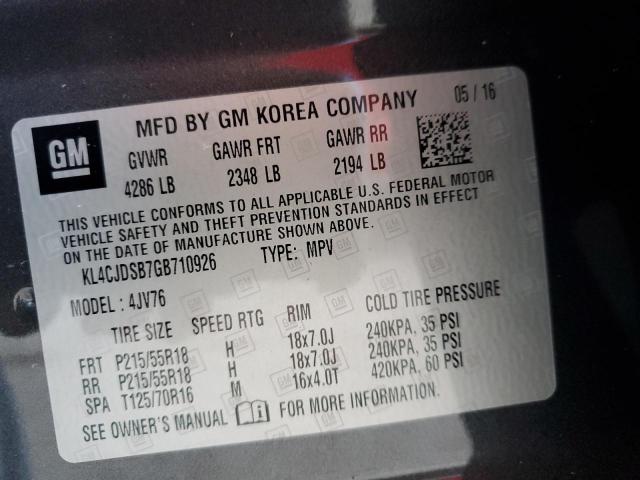 GM
MFD BY GM KOREA COMPANY 05 / 16
GVWR GAWR FRT GAWR RR
4286 LB 2348 LB 2194 LB
THIS VEHICLE CONFORMS TO ALL APPLICABLE U.S. FEDERAL MOTOR
VEHICLE SAFETY AND THEFT PREVENTION STANDARDS IN EFFECT
ON THE DATE OF MANUFACTURE SHOWN ABOVE.
KL4CJDSB7GB710926 TYPE: MPV
MODEL : 4JV76
TIRE SIZE SPEED RTG RIM COLD TIRE PRESSURE
FRT P215/55R18 H 18x7.0J 240KPA, 35 PSI
RR P215/55R18 H 18x7.0J 240KPA, 35 PSI
SPA T125/70R16 M 16x4.0T 420KPA, 60 PSI
SEE OWNER'S MANUAL FOR MORE INFORMATION.